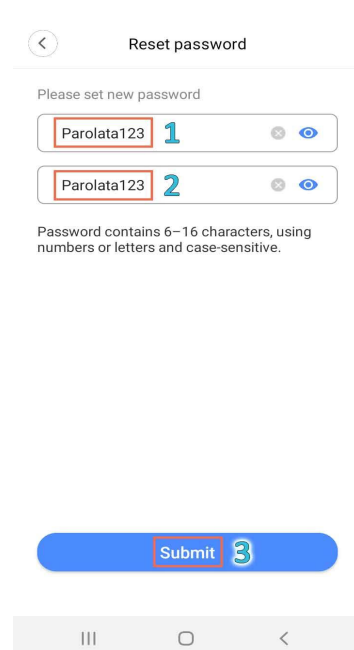 Reset password
Please set new password
Parolata123 1
Parolata123 2
Password contains 6–16 characters, using
numbers or letters and case-sensitive.
Submit 3